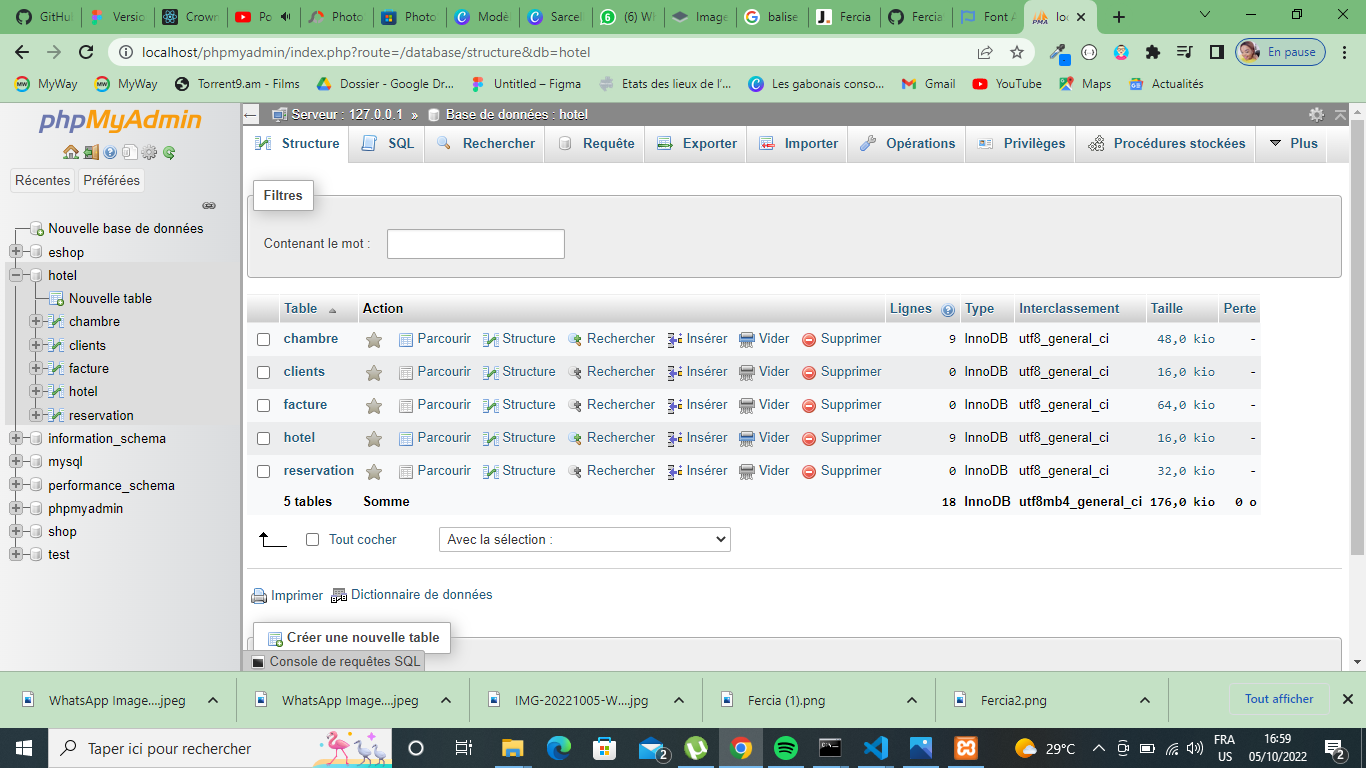 GitHub
Versio
Crown
Po
Photo
Photo
Modèl
Sarcel
(6) Wh
Image
balise
Fercia
Fercia
Font A
loc
localhost/phpmyadmin/index.php?route=/database/structure&db=hotel
En pause
MyWay
MyWay
Torrent9.am - Films
Dossier - Google Dr...
Untitled – Figma
Etats des lieux de l'...
Les gabonais conso...
Gmail
YouTube
Maps
Actualités
phpMyAdmin
Récentes
Préférées
Nouvelle base de données
eshop
hotel
Nouvelle table
chambre
clients
facture
hotel
reservation
information_schema
mysql
performance_schema
phpmyadmin
shop
test
Serveur : 127.0.0.1 » Base de données : hotel
Structure SQL Rechercher Requête Exporter Importer Opérations Privilèges Procédures stockées Plus
Filtres
Contenant le mot :
Table Action Lignes Type Interclassement Taille Perte
chambre Parcourir Structure Rechercher Insérer Vider Supprimer 9 InnoDB utf8_general_ci 48,0 kio -
clients Parcourir Structure Rechercher Insérer Vider Supprimer 0 InnoDB utf8_general_ci 16,0 kio -
facture Parcourir Structure Rechercher Insérer Vider Supprimer 0 InnoDB utf8_general_ci 64,0 kio -
hotel Parcourir Structure Rechercher Insérer Vider Supprimer 9 InnoDB utf8_general_ci 16,0 kio -
reservation Parcourir Structure Rechercher Insérer Vider Supprimer 0 InnoDB utf8_general_ci 32,0 kio -
5 tables Somme 18 InnoDB utf8mb4_general_ci 176,0 kio 0 o
Tout cocher
Avec la sélection :
Imprimer Dictionnaire de données
Créer une nouvelle table
Console de requêtes SQL
WhatsApp Image....jpeg
WhatsApp Image....jpeg
IMG-20221005-W....jpg
Fercia (1).png
Fercia2.png
Tout afficher
Taper ici pour rechercher
2
29°C
FRA
US
16:59
05/10/2022
2